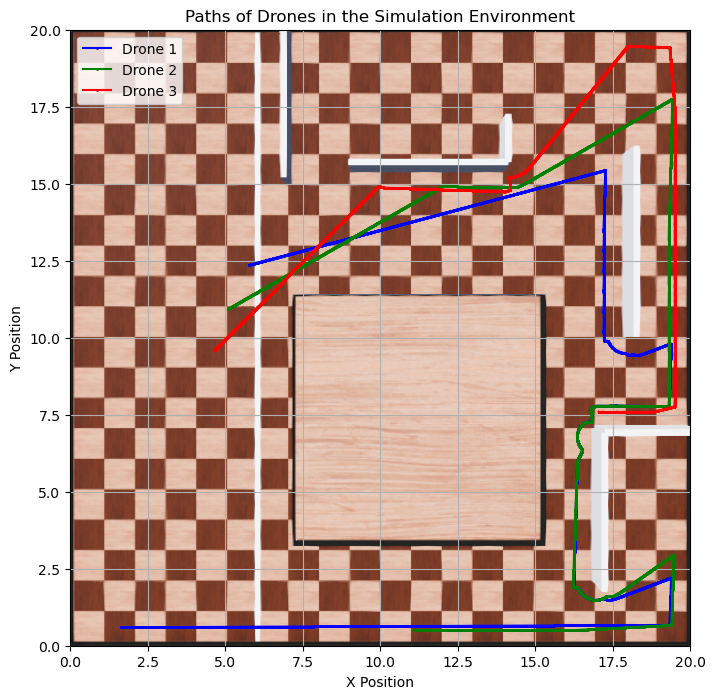 Paths of Drones in the Simulation Environment
Drone 1
Drone 2
Drone 3
Y Position
20.0
17.5
15.0
12.5
10.0
7.5
5.0
2.5
0.0
0.0 2.5 5.0 7.5 10.0 12.5 15.0 17.5 20.0
X Position